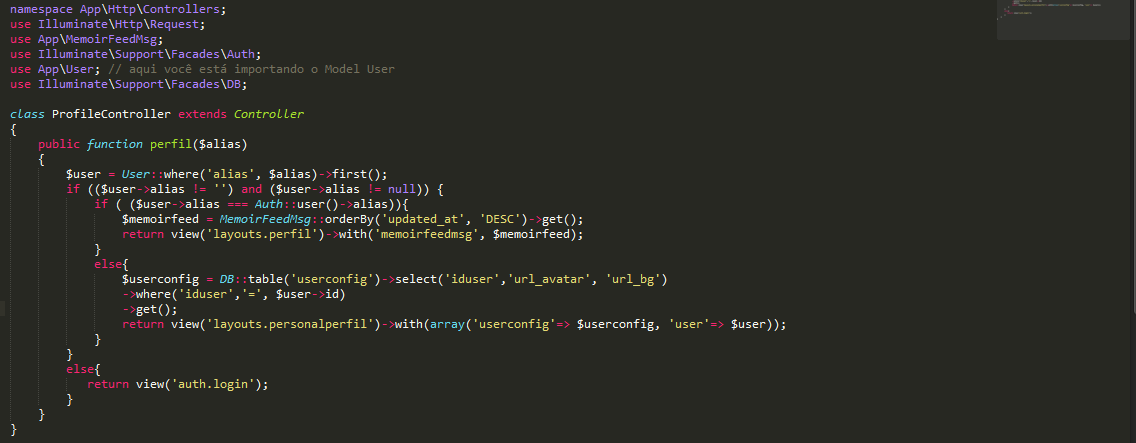 namespace App\Http\Controllers;
use Illuminate\Http\Request;
use App\MemoirFeedMsg;
use Illuminate\Support\Facades\Auth;
use App\User; // aqui você está importando o Model User
use Illuminate\Support\Facades\DB;
class ProfileController extends Controller
{
    public function perfil($alias)
    {
        $user = User::where('alias', $alias)->first();
        if (($user->alias != '') and ($user->alias != null)) {
            if ( ($user->alias === Auth::user()->alias)){
                $memoirfeed = MemoirFeedMsg::orderBy('updated_at', 'DESC')->get();
                return view('layouts.perfil')->with('memoirfeedmsg', $memoirfeed);
            }
            else{
                $userconfig = DB::table('userconfig')->select('iduser','url_avatar', 'url_bg')
                ->where('iduser','=', $user->id)
                ->get();
                return view('layouts.personalperfil')->with(array('userconfig'=> $userconfig, 'user'=> $user));
            }
        }
        else{
           return view('auth.login');
        }
    }
}